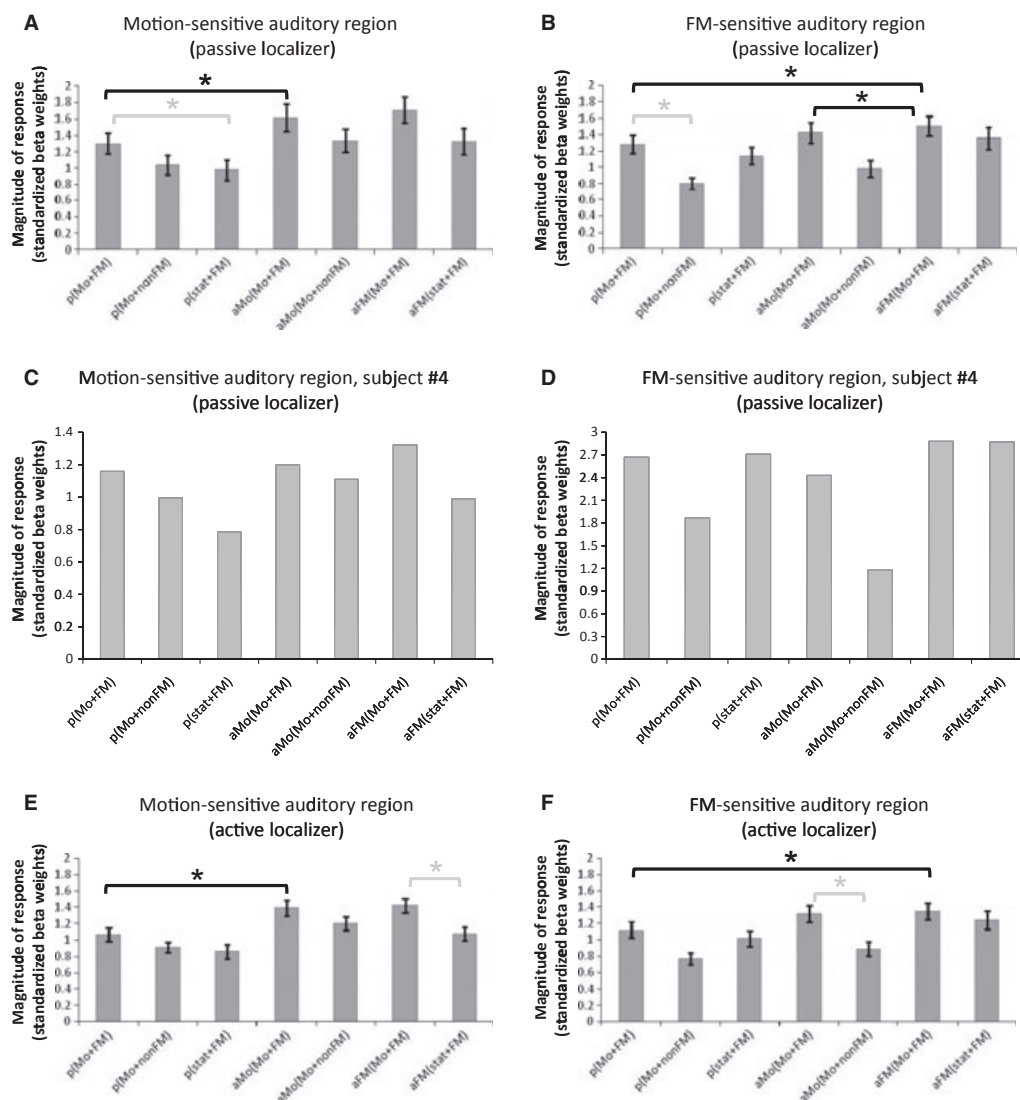 A
Motion-sensitive auditory region
(passive localizer)
Magnitude of response
(standardized beta weights)
2
1.8
1.6
1.4
1.2
1
0.8
0.6
0.4
0.2
0
*
*
p(Mo+FM)
p(Mo+nonFM)
p(stat+FM)
aMo(Mo+FM)
aMo(Mo+nonFM)
aFM(Mo+FM)
aFM(stat+FM)
B
FM-sensitive auditory region
(passive localizer)
Magnitude of response
(standardized beta weights)
2
1.8
1.6
1.4
1.2
1
0.8
0.6
0.4
0.2
0
*
*
*
p(Mo+FM)
p(Mo+nonFM)
p(stat+FM)
aMo(Mo+FM)
aMo(Mo+nonFM)
aFM(Mo+FM)
aFM(stat+FM)
C
Motion-sensitive auditory region, subject #4
(passive localizer)
Magnitude of response
(standardized beta weights)
1.4
1.2
1
0.8
0.6
0.4
0.2
0
p(Mo+FM)
p(Mo+nonFM)
p(stat+FM)
aMo(Mo+FM)
aMo(Mo+nonFM)
aFM(Mo+FM)
aFM(stat+FM)
D
FM-sensitive auditory region, subject #4
(passive localizer)
Magnitude of response
(standardized beta weights)
3
2.7
2.1
1.8
1.5
1.2
0.9
0.6
0.3
0
p(Mo+FM)
p(Mo+nonFM)
p(stat+FM)
aMo(Mo+FM)
aMo(Mo+nonFM)
aFM(Mo+FM)
aFM(stat+FM)
E
Motion-sensitive auditory region
(active localizer)
Magnitude of response
(standardized beta weights)
2
1.8
1.6
1.4
1.2
1
0.8
0.6
0.4
0.2
0
*
*
p(Mo+FM)
p(Mo+nonFM)
p(stat+FM)
aMo(Mo+FM)
aMo(Mo+nonFM)
aFM(Mo+FM)
aFM(stat+FM)
F
FM-sensitive auditory region
(active localizer)
Magnitude of response
(standardized beta weights)
2
1.8
1.6
1.4
1.2
1
0.8
0.6
0.4
0.2
0
*
*
p(Mo+FM)
p(Mo+nonFM)
p(stat+FM)
aMo(Mo+FM)
aMo(Mo+nonFM)
aFM(Mo+FM)
aFM(stat+FM)